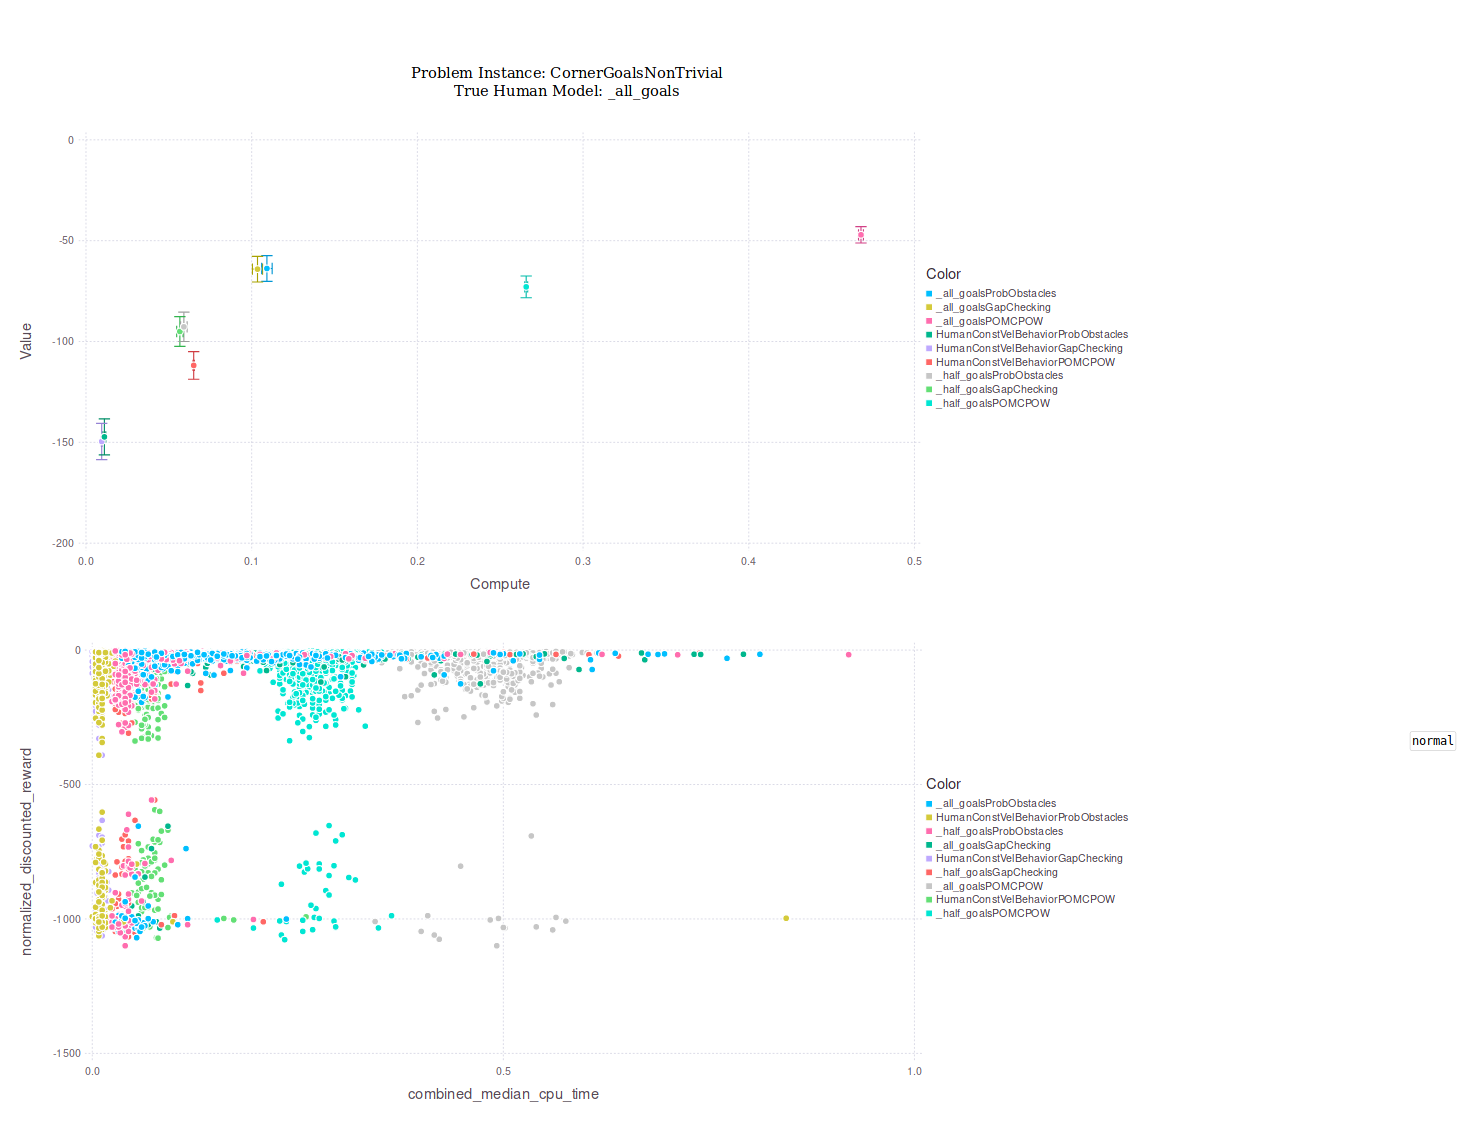 Problem Instance: CornerGoalsNonTrivial
True Human Model: _all_goals
0
-50
-100
-150
-200
Value
0.0
0.1
0.2
0.3
0.4
0.5
Compute
Color
_all_goalsProbObstacles
_all_goalsGapChecking
_all_goalsPOMCPOW
HumanConstVelBehaviorProbObstacles
HumanConstVelBehaviorGapChecking
HumanConstVelBehaviorPOMCPOW
_half_goalsProbObstacles
_half_goalsGapChecking
_half_goalsPOMCPOW
0
-500
-1000
-1500
normalized_discounted_reward
0.0
0.5
1.0
combined_median_cpu_time
Color
_all_goalsProbObstacles
HumanConstVelBehaviorProbObstacles
_half_goalsProbObstacles
_all_goalsGapChecking
HumanConstVelBehaviorGapChecking
_half_goalsGapChecking
_all_goalsPOMCPOW
HumanConstVelBehaviorPOMCPOW
_half_goalsPOMCPOW
normal